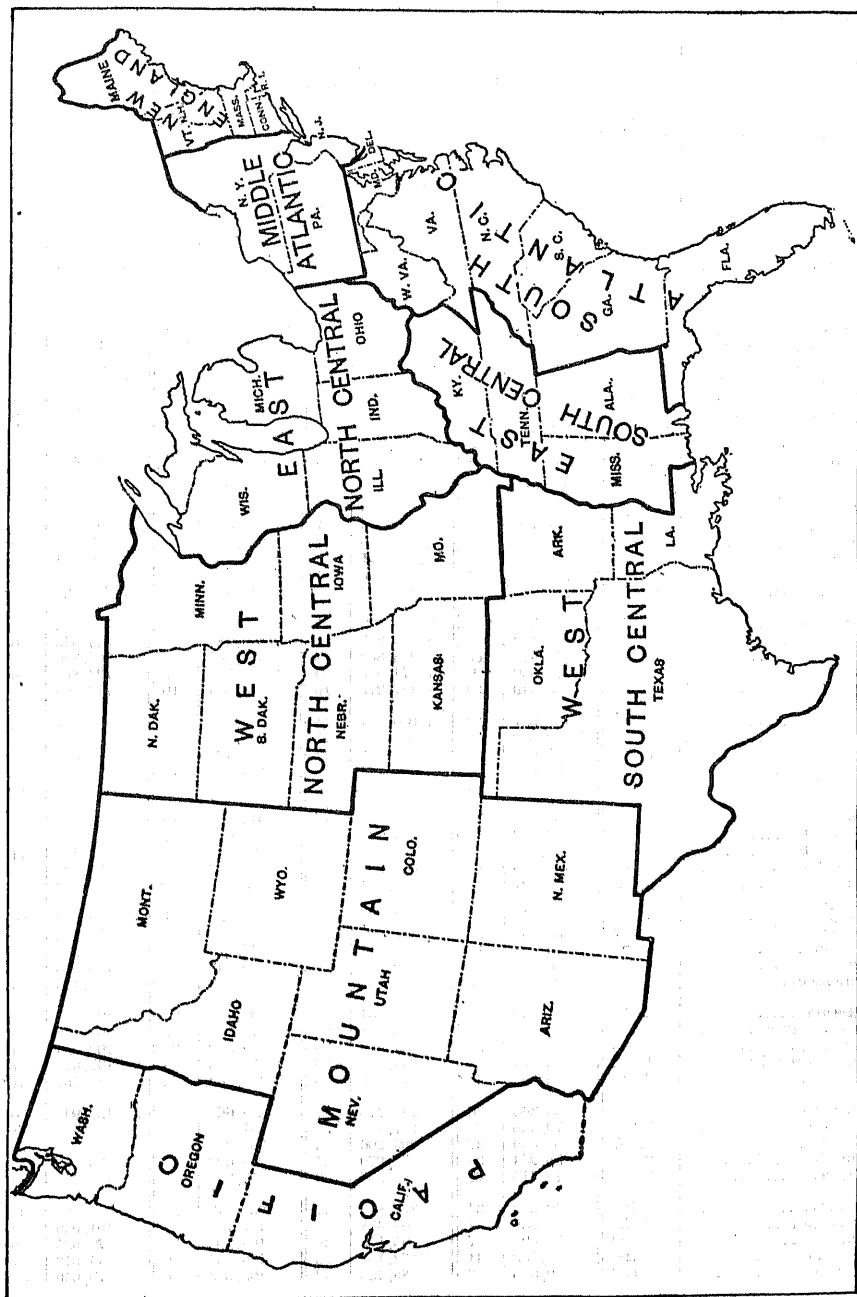 WASH.
OREGON
CALIF.
PACIFIC
MONT.
IDAHO
WYO.
NEV.
UTAH
COLO.
ARIZ.
N. MEX.
MOUNTAIN
N. DAK.
S. DAK.
NEBR.
KANSAS
MINN.
IOWA
MO.
WEST
NORTH CENTRAL
OKLA.
ARK.
TEXAS
LA.
WEST
SOUTH CENTRAL
WIS.
MICH.
ILL.
IND.
OHIO
EAST
NORTH CENTRAL
KY.
TENN.
MISS.
ALA.
EAST
SOUTH CENTRAL
N. Y.
PA.
N. J.
MIDDLE
ATLANTIC
MAINE
VT.
N.H.
MASS.
CONN.
R. I.
NEW
ENGLAND
DEL.
MD.
W. VA.
VA.
N. C.
S. C.
GA.
FLA.
SOUTH
ATLANTIC